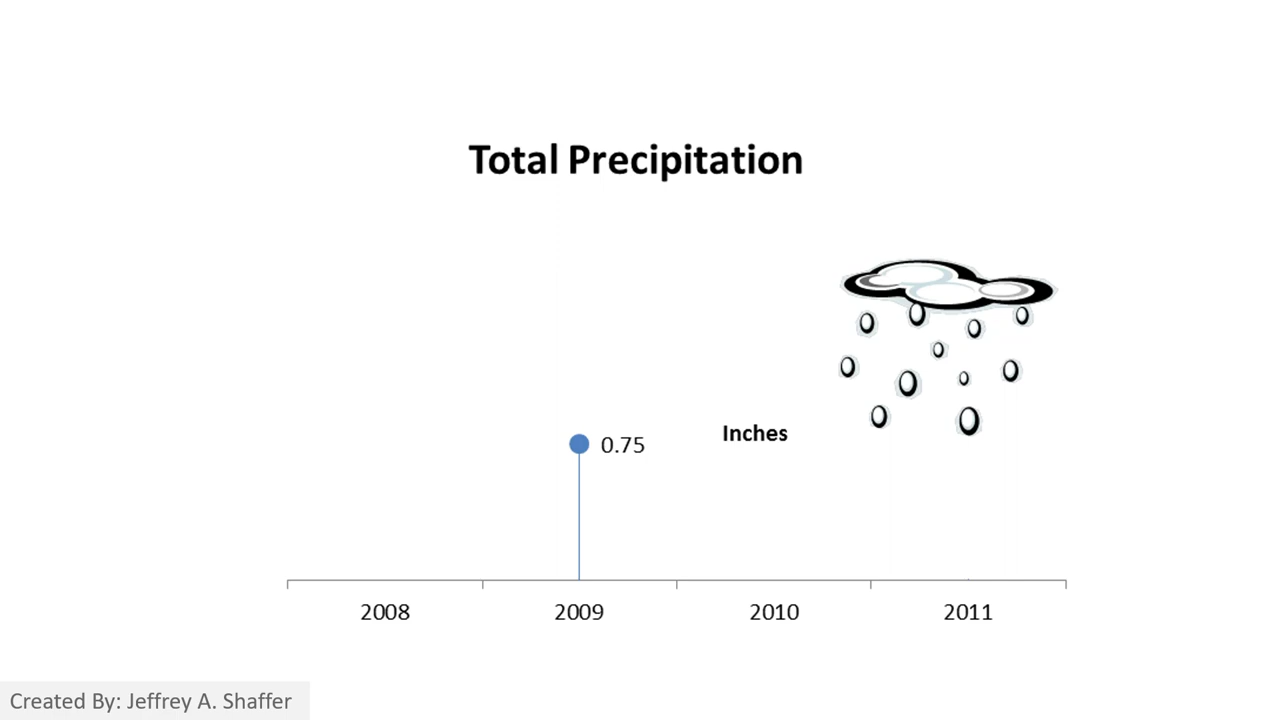 Total Precipitation
Inches
0.75
2008 2009 2010 2011
Created By: Jeffrey A. Shaffer